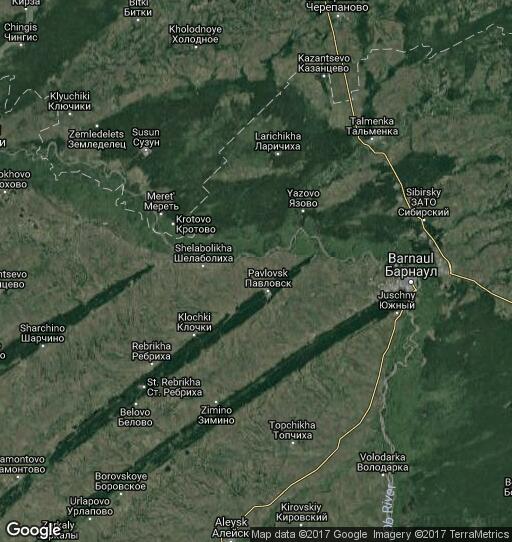 Кирза
Bitki
Битки
Черепаново
Chingis
Чингис
Kholodnoye
Холодное
Kazantsevo
Казанцево
Klyuchiki
Ключики
Zemledelets
Земледелец
Susun
Сузун
Larichikha
Ларичиха
Talmenka
Тальменка
Meret'
Мереть
Krotovo
Кротово
Yazovo
Язово
Sibirsky
ЗАТО
Сибирский
Shelabolikha
Шелаболиха
Barnaul
Барнаул
Pavlovsk
Павловск
Juschny
Южный
Klochki
Клочки
Sharchino
Шарчино
Rebrikha
Ребриха
St. Rebrikha
Ст. Ребриха
Belovo
Белово
Zimino
Зимино
Topchikha
Топчиха
Volodarka
Володарка
Borovskoye
Боровское
Urlapovo
Урлапово
Kirovskiy
Кировский
Aleysk
Алейск
River
Google
Map data ©2017 Google Imagery ©2017 TerraMetrics